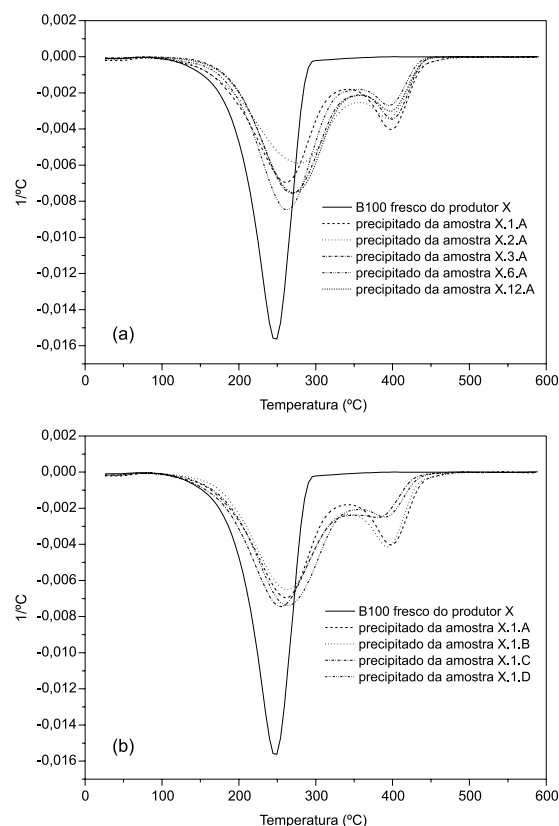 0,002
0,000
-0,002
-0,004
-0,006
-0,008
-0,010
-0,012
-0,014
-0,016
1/ºC
B100 fresco do produtor X
precipitado da amostra X.1.A
precipitado da amostra X.2.A
precipitado da amostra X.3.A
precipitado da amostra X.6.A
precipitado da amostra X.12.A
(a)
0 100 200 300 400 500 600
Temperatura (ºC)
0,002
0,000
-0,002
-0,004
-0,006
-0,008
-0,010
-0,012
-0,014
-0,016
1/ºC
B100 fresco do produtor X
precipitado da amostra X.1.A
precipitado da amostra X.1.B
precipitado da amostra X.1.C
precipitado da amostra X.1.D
(b)
0 100 200 300 400 500 600
Temperatura (ºC)